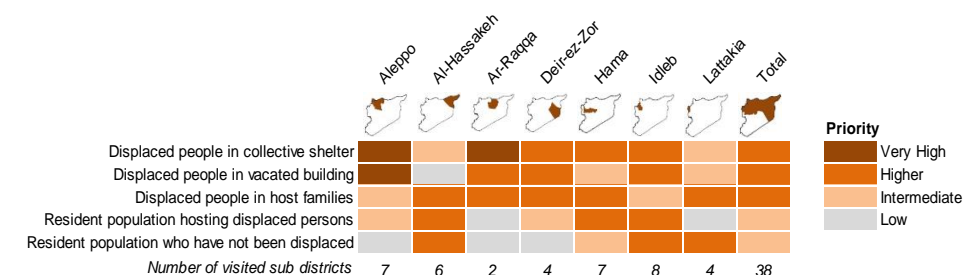 Aleppo
Al-Hassakeh
Ar-Raqqa
Deir-ez-Zor
Hama
Idleb
Lattakia
Total
Priority
Displaced people in collective shelter
Very High
Displaced people in vacated building
Higher
Displaced people in host families
Intermediate
Resident population hosting displaced persons
Low
Resident population who have not been displaced
Number of visited sub districts 7 6 2 4 7 8 4 38